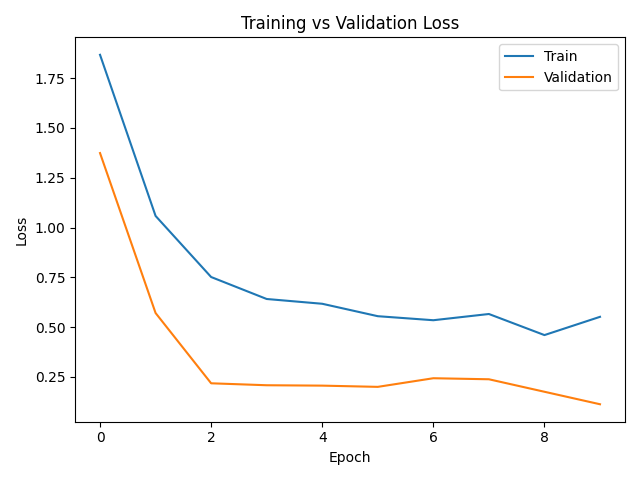 Training vs Validation Loss
Train
Validation
1.75
1.50
1.25
1.00
0.75
0.50
0.25
Loss
0 2 4 6 8
Epoch